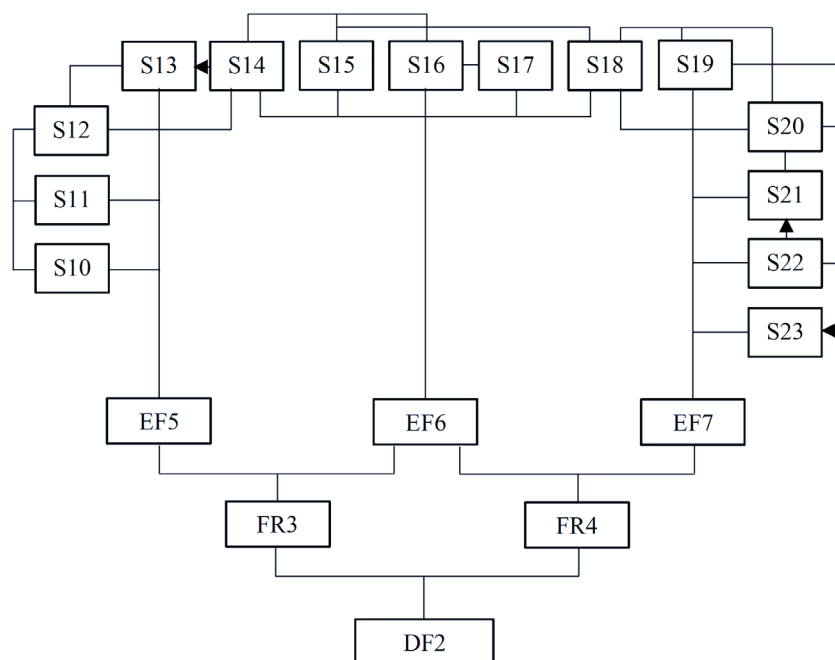 S13 S14 S15 S16 S17 S18 S19
S12 S20
S11 S21
S10 S22
S23
EF5 EF6 EF7
FR3 FR4
DF2